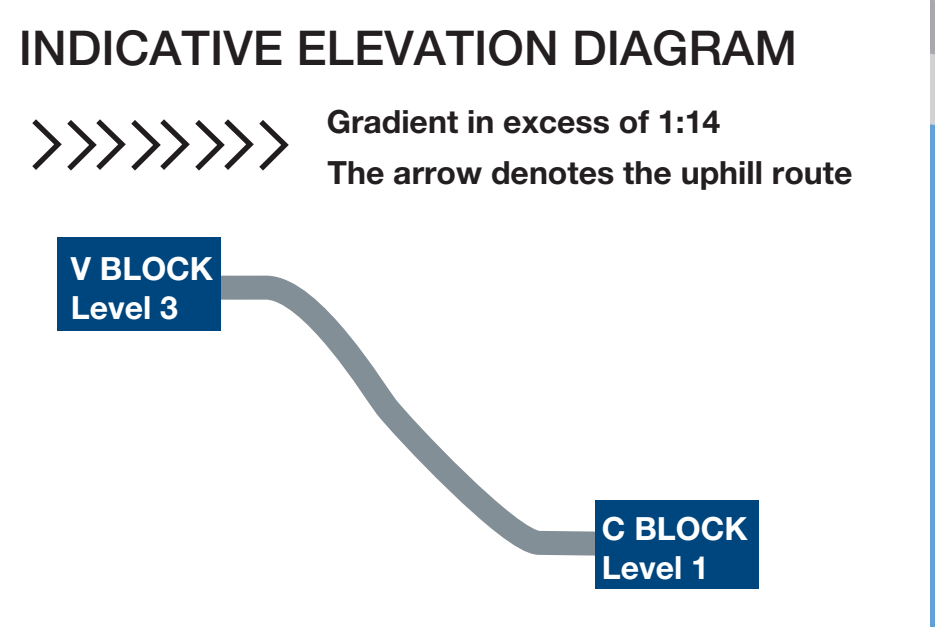 INDICATIVE ELEVATION DIAGRAM
Gradient in excess of 1:14
The arrow denotes the uphill route
V BLOCK
Level 3
C BLOCK
Level 1